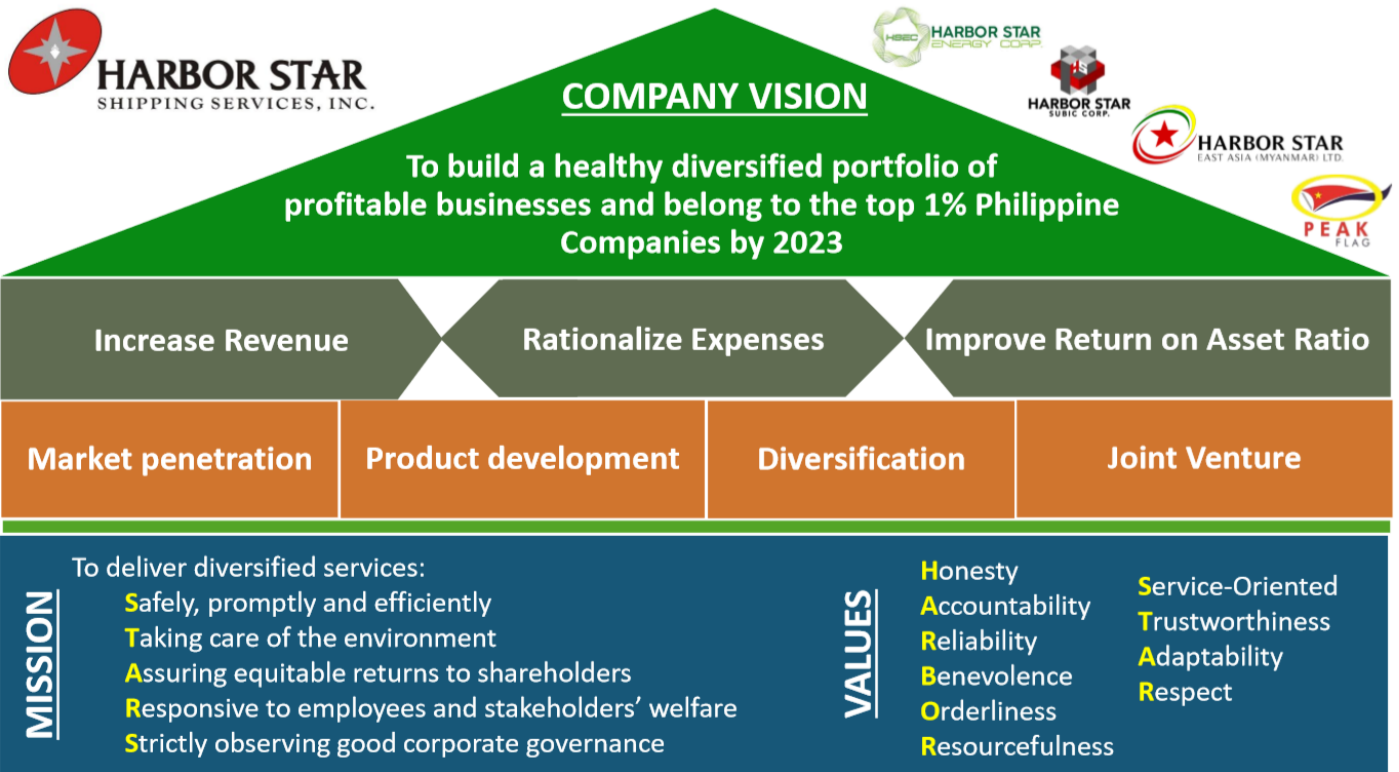 HARBOR STAR
SHIPPING SERVICES, INC.
HSEC
HARBOR STAR
ENERGY CORP.
HARBOR STAR
SUBIC CORP.
HARBOR STAR
EAST ASIA (MYANMAR) LTD.
PEAK
FLAG
COMPANY VISION
To build a healthy diversified portfolio of
profitable businesses and belong to the top 1% Philippine
Companies by 2023
Increase Revenue
Rationalize Expenses
Improve Return on Asset Ratio
Market penetration
Product development
Diversification
Joint Venture
MISSION
To deliver diversified services:
Safely, promptly and efficiently
Taking care of the environment
Assuring equitable returns to shareholders
Responsive to employees and stakeholders’ welfare
Strictly observing good corporate governance
VALUES
Honesty
Accountability
Reliability
Benevolence
Orderliness
Resourcefulness
Service-Oriented
Trustworthiness
Adaptability
Respect